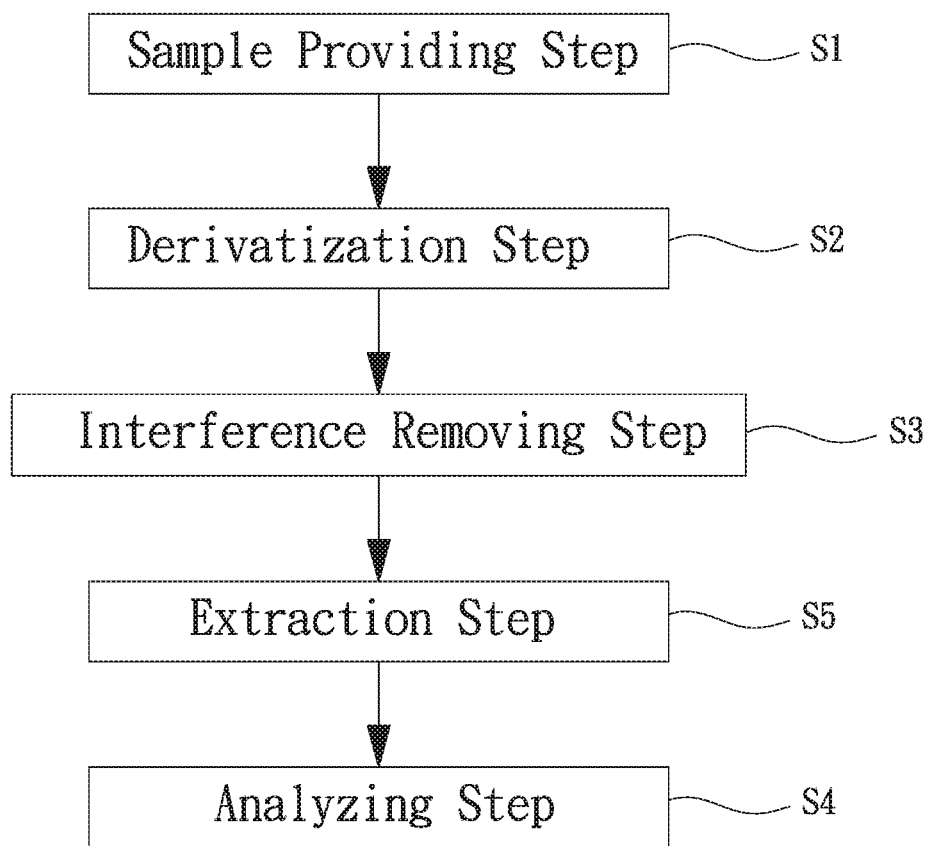 Sample Providing Step S1
Derivatization Step S2
Interference Removing Step S3
Extraction Step S5
Analyzing Step S4